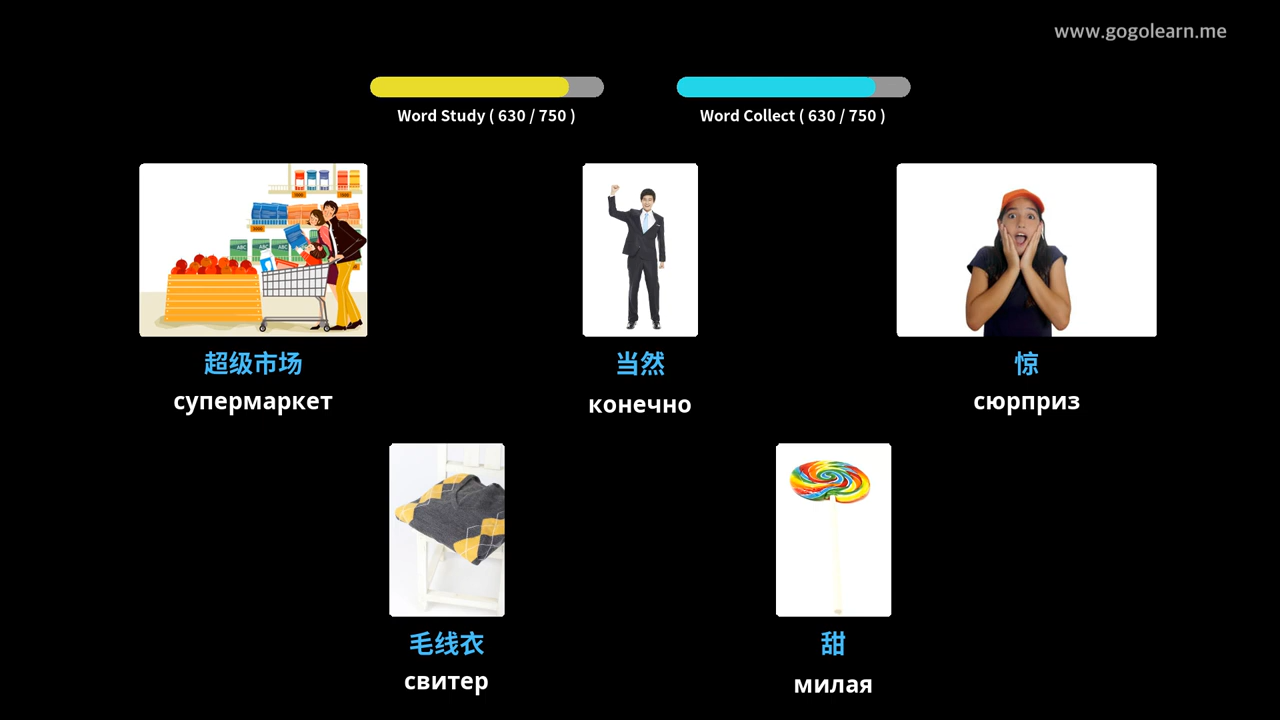 www.gogolearn.me
Word Study ( 630 / 750 )
Word Collect ( 630 / 750 )
超级市场
супермаркет
当然
конечно
惊
сюрприз
毛线衣
свитер
甜
милая